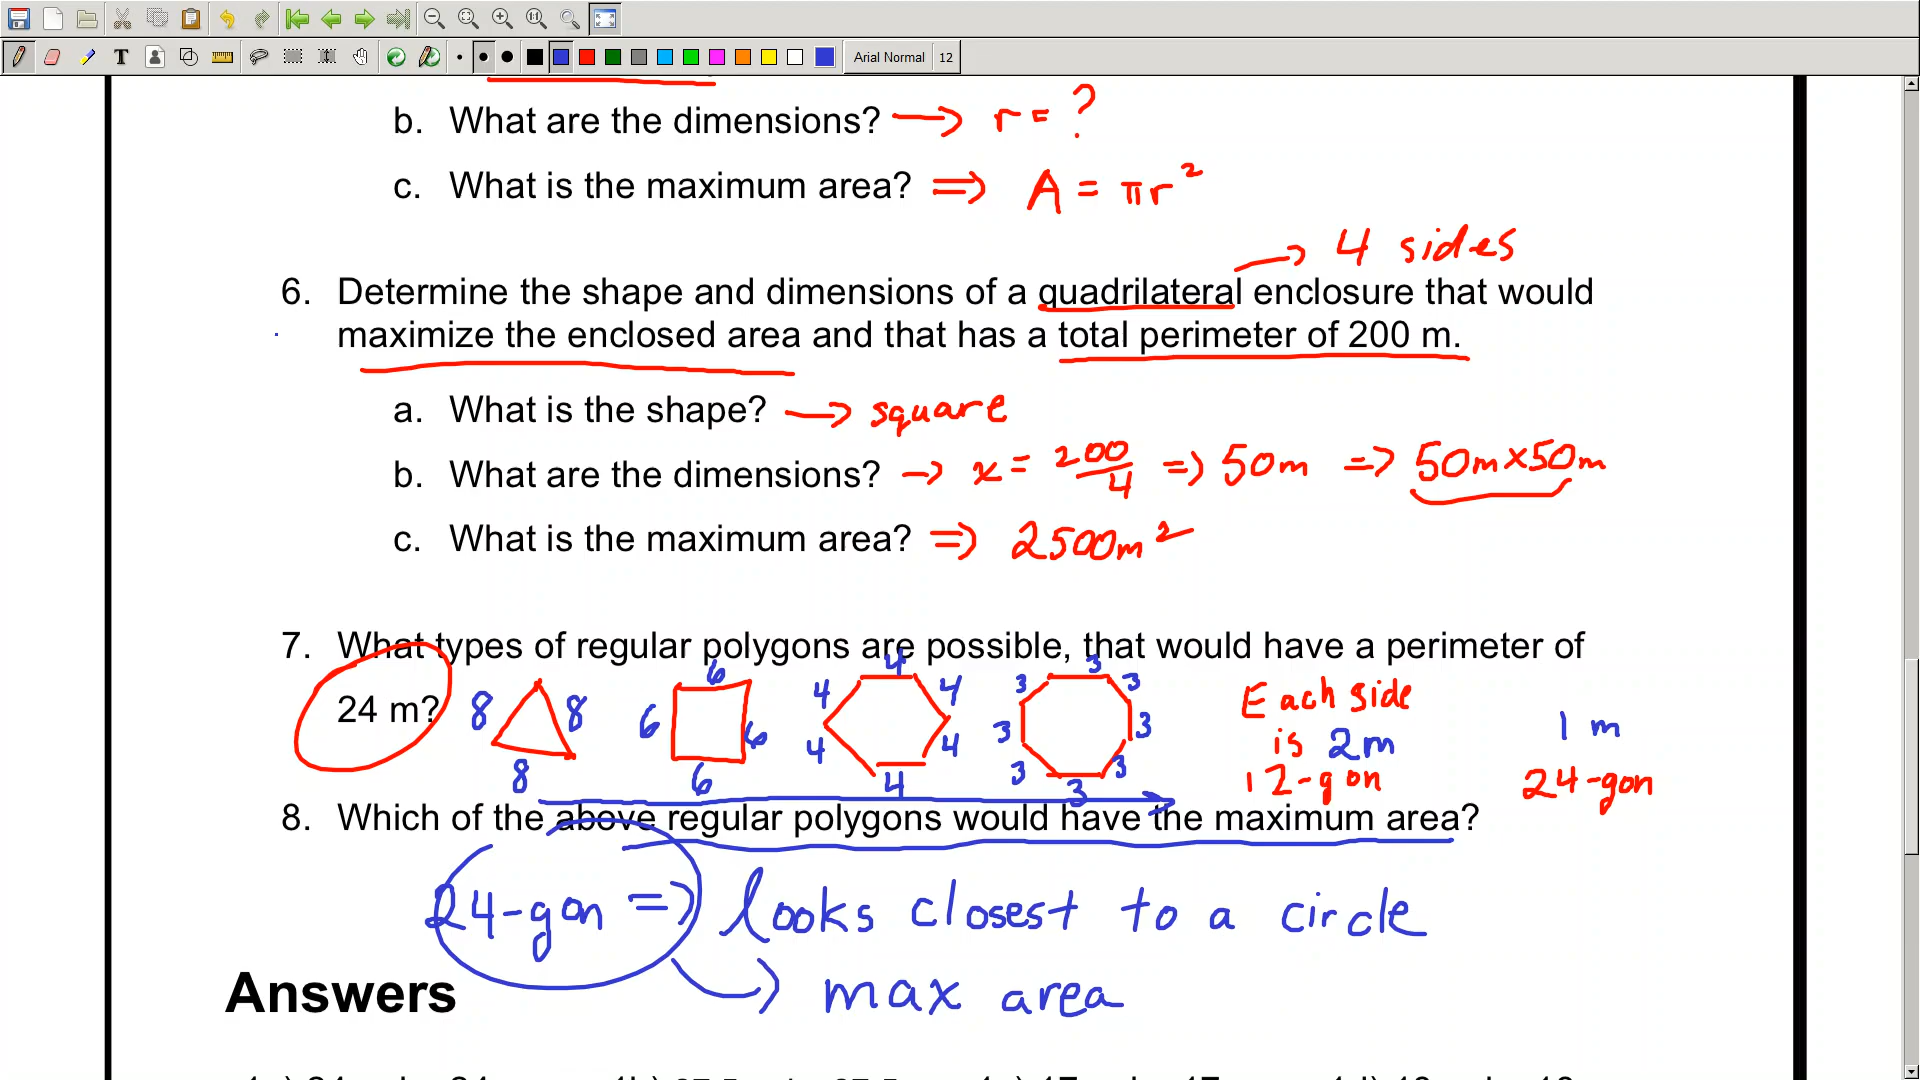 Arial Normal 12
b. What are the dimensions? → r = ?
c. What is the maximum area? ⇒ A = πr²
→ 4 sides
6. Determine the shape and dimensions of a quadrilateral enclosure that would
maximize the enclosed area and that has a total perimeter of 200 m.
a. What is the shape? → square
b. What are the dimensions? → x = 200/4 ⇒ 50m ⇒ 50m×50m
c. What is the maximum area? ⇒ 2500m²
7. What types of regular polygons are possible, that would have a perimeter of
24 m?
8 8 8
6 6 6 6
4 4 4 4 4 4
3 3 3 3 3 3 3 3
Each side
is 2m
12-gon
1 m
24-gon
8. Which of the above regular polygons would have the maximum area?
24-gon ⇒ looks closest to a circle
→ max area
Answers